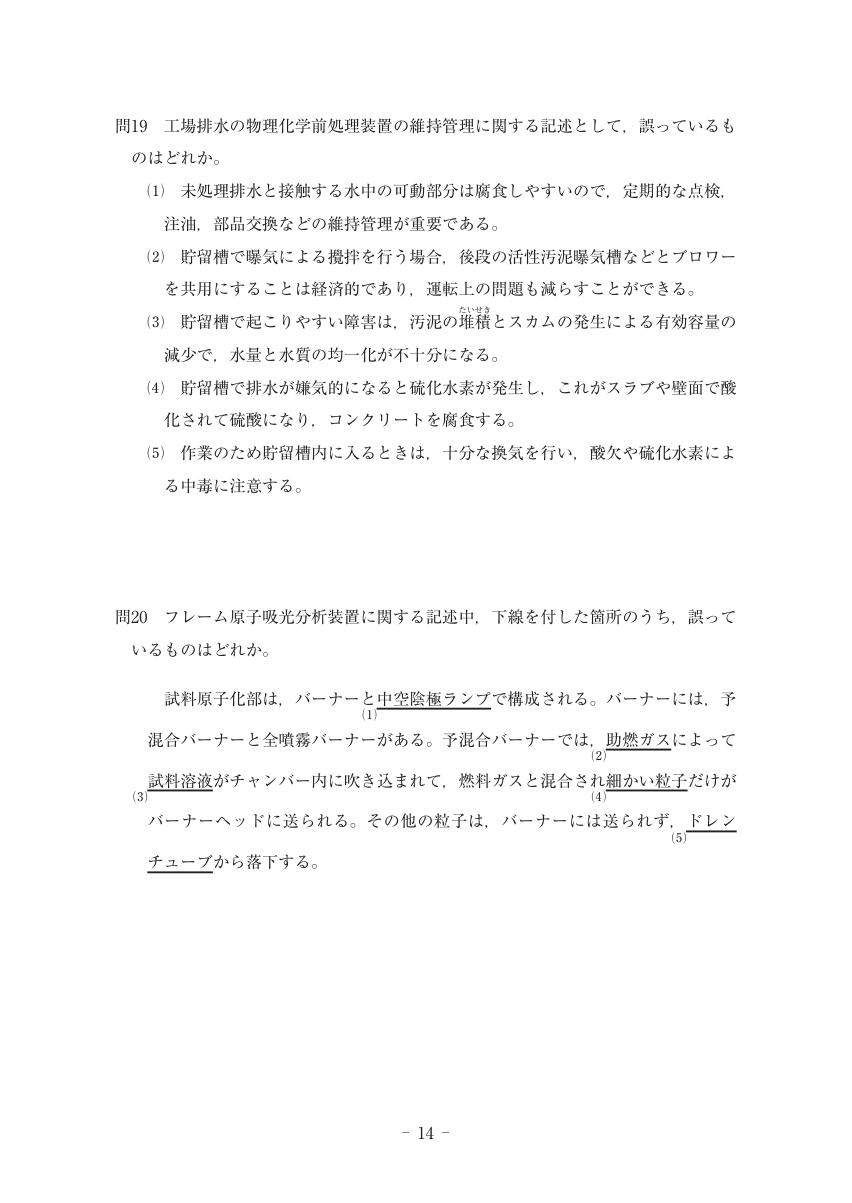 問19　工場排水の物理化学前処理装置の維持管理に関する記述として，誤っているも
のはどれか。
⑴　未処理排水と接触する水中の可動部分は腐食しやすいので，定期的な点検，
注油，部品交換などの維持管理が重要である。
⑵　貯留槽で曝気による攪拌を行う場合，後段の活性汚泥曝気槽などとブロワー
を共用にすることは経済的であり，運転上の問題も減らすことができる。
たいせき
⑶　貯留槽で起こりやすい障害は，汚泥の堆積とスカムの発生による有効容量の
減少で，水量と水質の均一化が不十分になる。
⑷　貯留槽で排水が嫌気的になると硫化水素が発生し，これがスラブや壁面で酸
化されて硫酸になり，コンクリートを腐食する。
⑸　作業のため貯留槽内に入るときは，十分な換気を行い，酸欠や硫化水素によ
る中毒に注意する。
問20　フレーム原子吸光分析装置に関する記述中，下線を付した箇所のうち，誤って
いるものはどれか。
試料原子化部は，バーナーと中空陰極ランプで構成される。バーナーには，予
⑴
混合バーナーと全噴霧バーナーがある。予混合バーナーでは，助燃ガスによって
⑵
試料溶液がチャンバー内に吹き込まれて，燃料ガスと混合され細かい粒子だけが
⑶ ⑷
バーナーヘッドに送られる。その他の粒子は，バーナーには送られず，ドレン
⑸
チューブから落下する。
－ 14 －